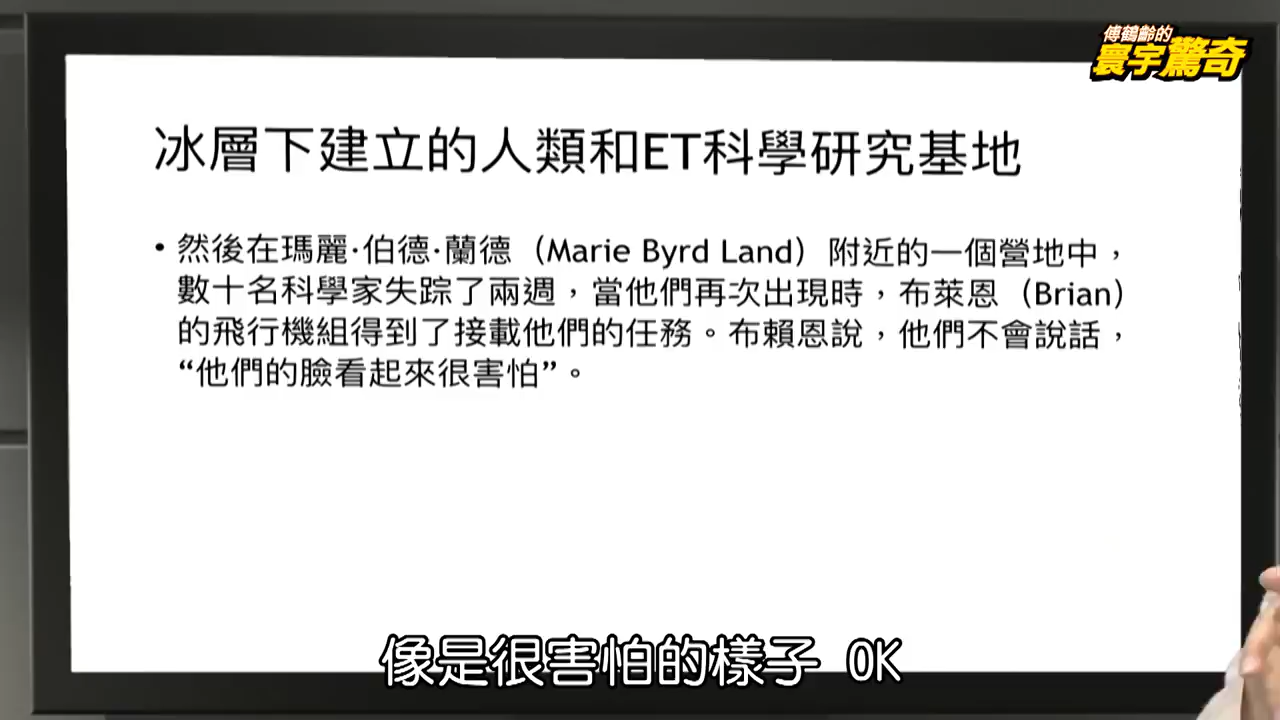 傅鶴齡的
寰宇驚奇
冰層下建立的人類和ET科學研究基地
• 然後在瑪麗·伯德·蘭德（Marie Byrd Land）附近的一個營地中，
數十名科學家失踪了兩週，當他們再次出現時，布萊恩（Brian）
的飛行機組得到了接載他們的任務。布賴恩說，他們不會說話，
“他們的臉看起來很害怕”。
像是很害怕的樣子 OK